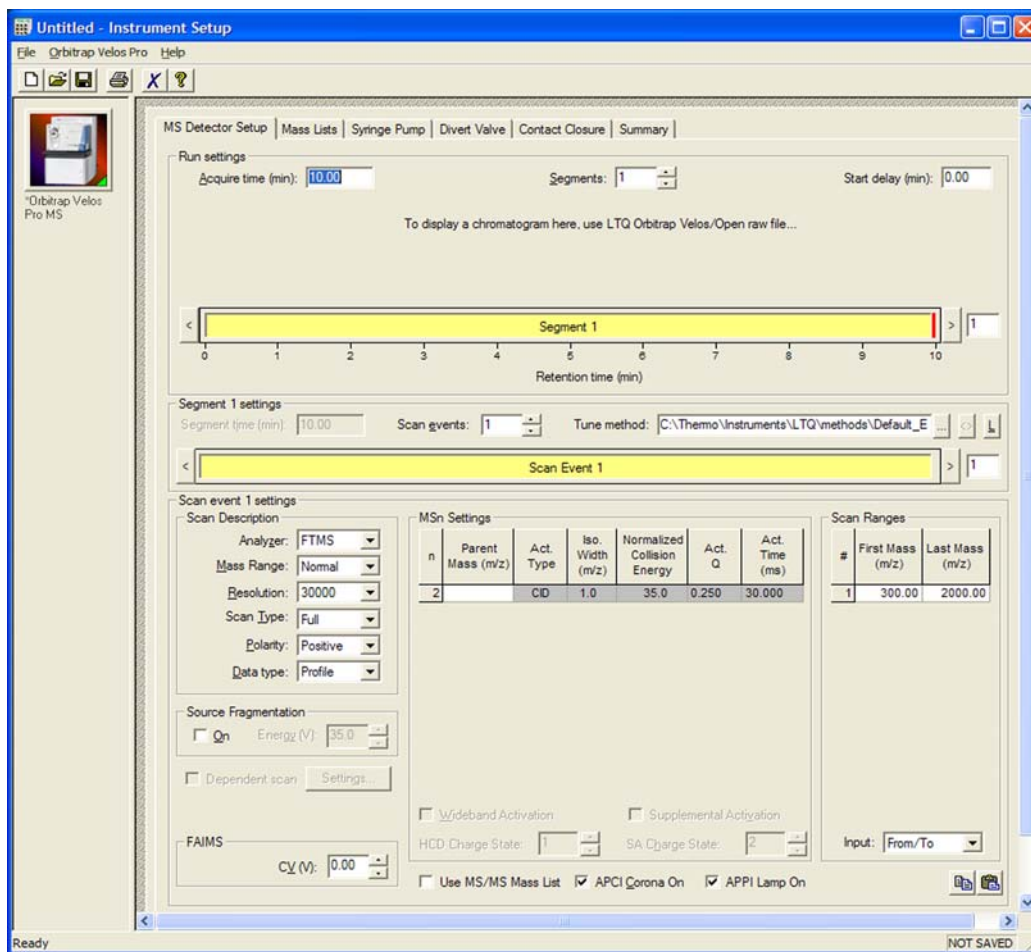 Untitled - Instrument Setup
File Orbitrap Velos Pro Help
*Orbitrap Velos
Pro MS
MS Detector Setup Mass Lists Syringe Pump Divert Valve Contact Closure Summary
Run settings
Acquire time (min): 10.00 Segments: 1 Start delay (min): 0.00
To display a chromatogram here, use LTQ Orbitrap Velos/Open raw file...
< Segment 1 > 1
0 1 2 3 4 5 6 7 8 9 10
Retention time (min)
Segment 1 settings
Segment time (min): 10.00 Scan events: 1 Tune method: C:\Thermo\Instruments\LTQ\methods\Default_E ... <> L
< Scan Event 1 > 1
Scan event 1 settings
Scan Description
Analyzer: FTMS
Mass Range: Normal
Resolution: 30000
Scan Type: Full
Polarity: Positive
Data type: Profile
Source Fragmentation
On Energy (V): 35.0
Dependent scan Settings...
FAIMS
CV (V): 0.00
MSn Settings
n Parent Mass (m/z) Act. Type Iso. Width (m/z) Normalized Collision Energy Act. Q Act. Time (ms)
2 CID 1.0 35.0 0.250 30.000
Wideband Activation Supplemental Activation
HCD Charge State: 1 SA Charge State: 2
Use MS/MS Mass List APCI Corona On APPI Lamp On
Scan Ranges
# First Mass (m/z) Last Mass (m/z)
1 300.00 2000.00
Input: From/To
Ready NOT SAVED